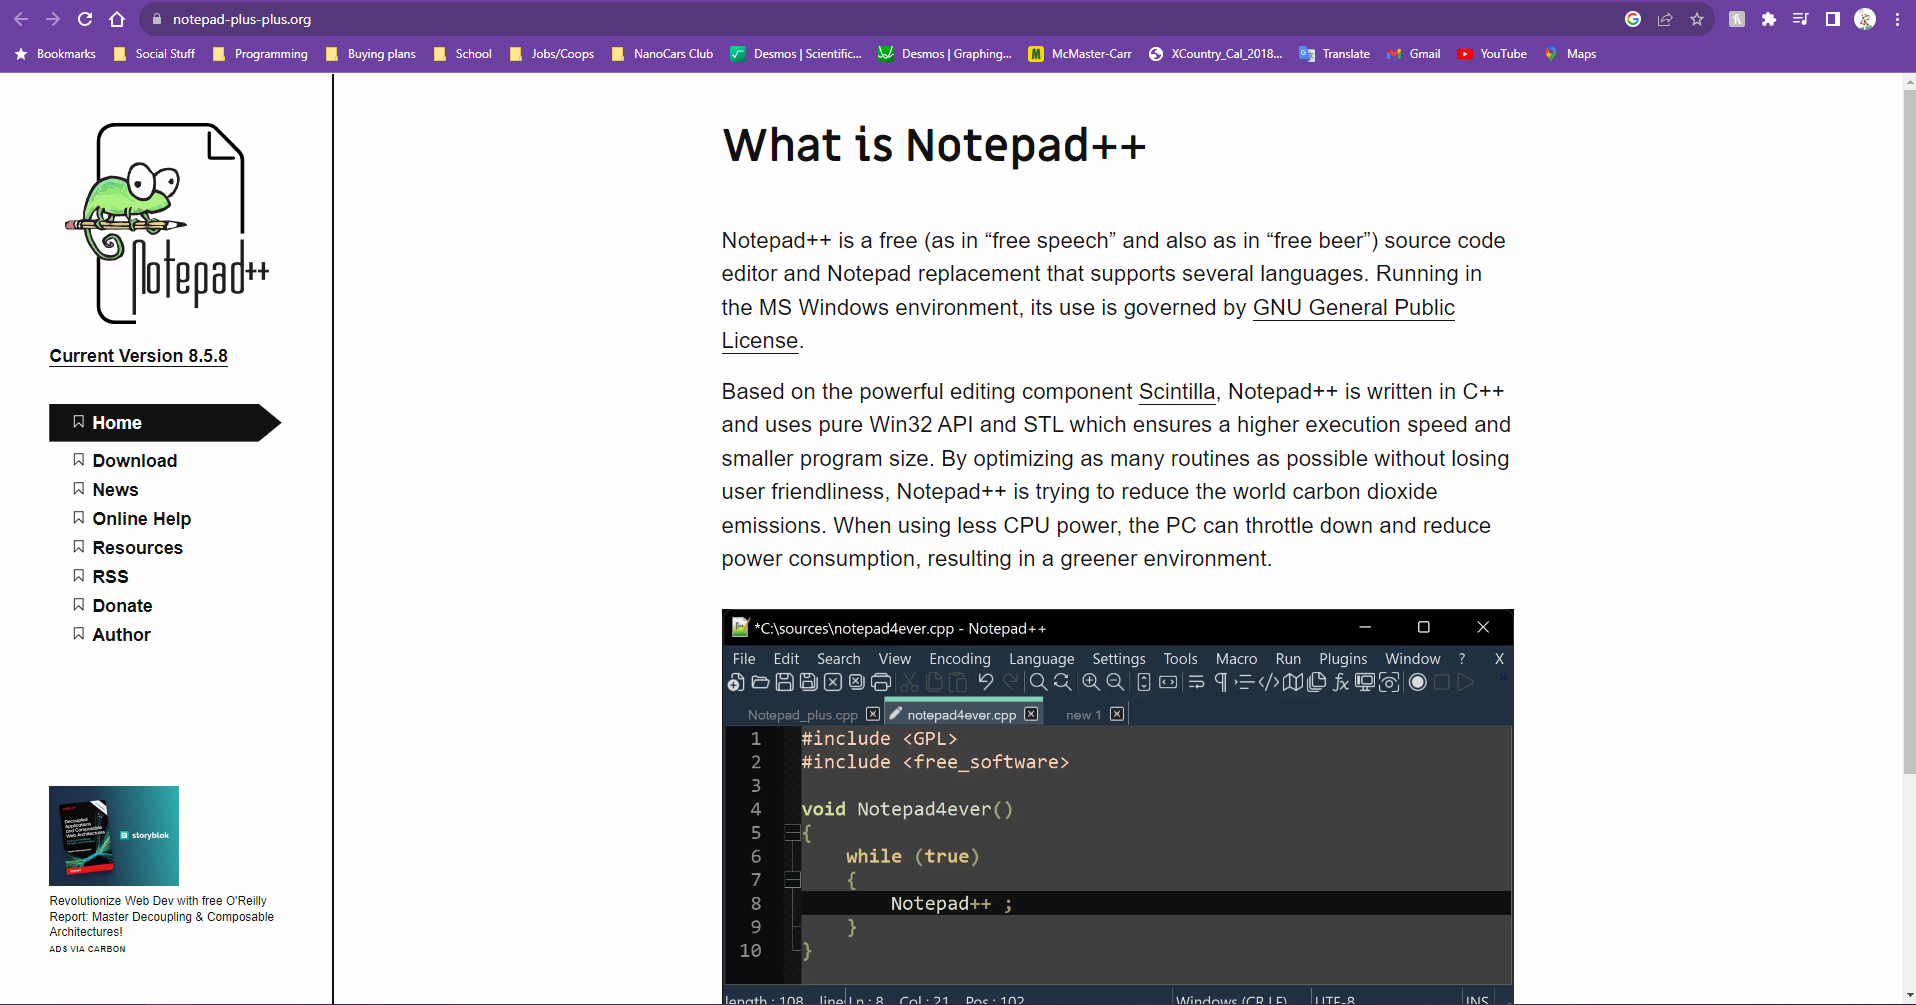 notepad-plus-plus.org
Bookmarks Social Stuff Programming Buying plans School Jobs/Coops NanoCars Club Desmos | Scientific... Desmos | Graphing... McMaster-Carr XCountry_Cal_2018... Translate Gmail YouTube Maps
Notepad++
Current Version 8.5.8
Home
Download
News
Online Help
Resources
RSS
Donate
Author
Decoupled
Applications
and Composable
Web Architectures
storyblok
Revolutionize Web Dev with free O'Reilly
Report: Master Decoupling & Composable
Architectures!
ADS VIA CARBON
What is Notepad++
Notepad++ is a free (as in “free speech” and also as in “free beer”) source code
editor and Notepad replacement that supports several languages. Running in
the MS Windows environment, its use is governed by GNU General Public
License.
Based on the powerful editing component Scintilla, Notepad++ is written in C++
and uses pure Win32 API and STL which ensures a higher execution speed and
smaller program size. By optimizing as many routines as possible without losing
user friendliness, Notepad++ is trying to reduce the world carbon dioxide
emissions. When using less CPU power, the PC can throttle down and reduce
power consumption, resulting in a greener environment.
*C:\sources\notepad4ever.cpp - Notepad++
File Edit Search View Encoding Language Settings Tools Macro Run Plugins Window ? X
Notepad_plus.cpp notepad4ever.cpp new 1
1 #include <GPL>
2 #include <free_software>
3
4 void Notepad4ever()
5 {
6 while (true)
7 {
8 Notepad++ ;
9 }
10 }
length : 108 line Ln : 8 Col : 21 Pos : 102 Windows (CR LF) UTF-8 INS